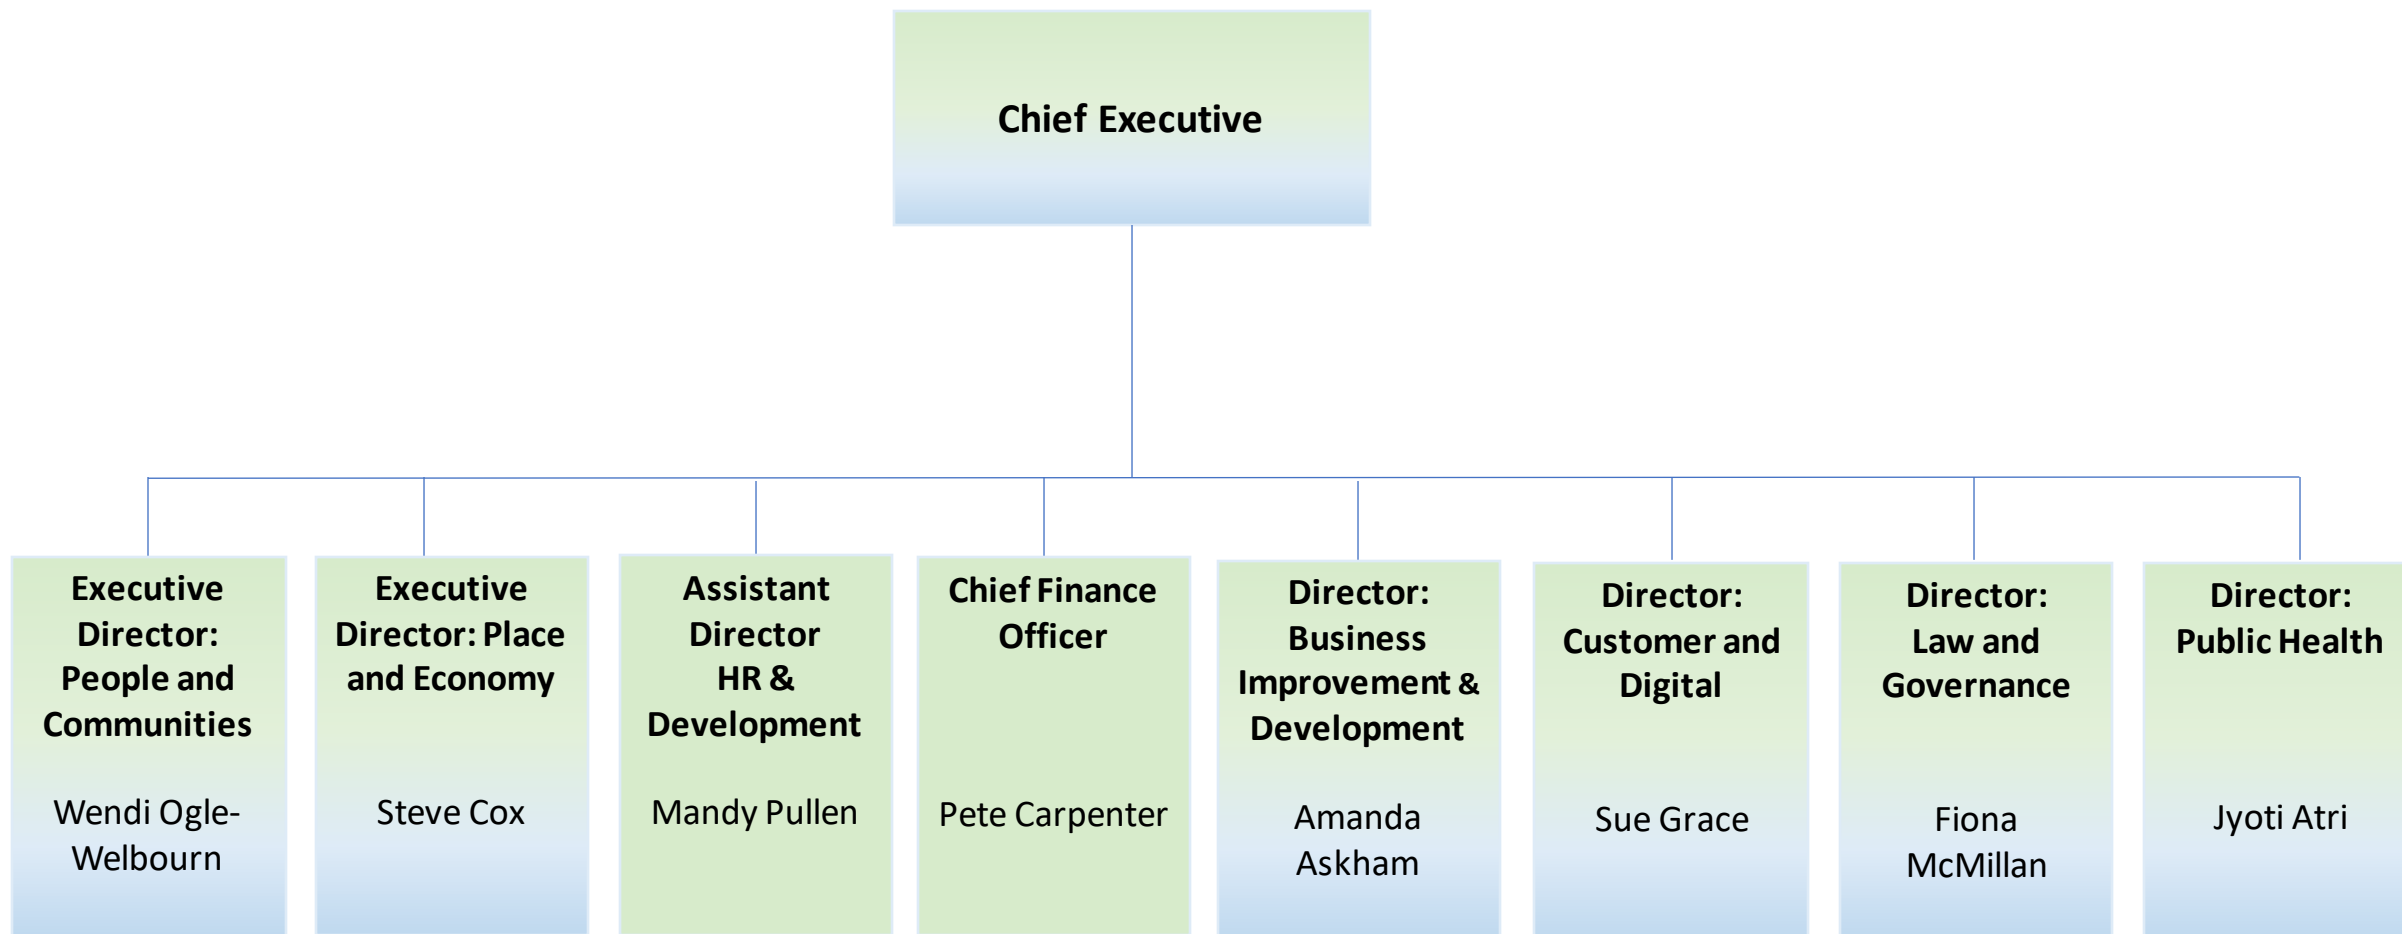 Chief Executive
Executive
Director:
People and
Communities
Wendi Ogle-
Welbourn
Executive
Director: Place
and Economy
Steve Cox
Assistant
Director
HR &
Development
Mandy Pullen
Chief Finance
Officer
Pete Carpenter
Director:
Business
Improvement &
Development
Amanda
Askham
Director:
Customer and
Digital
Sue Grace
Director:
Law and
Governance
Fiona
McMillan
Director:
Public Health
Jyoti Atri